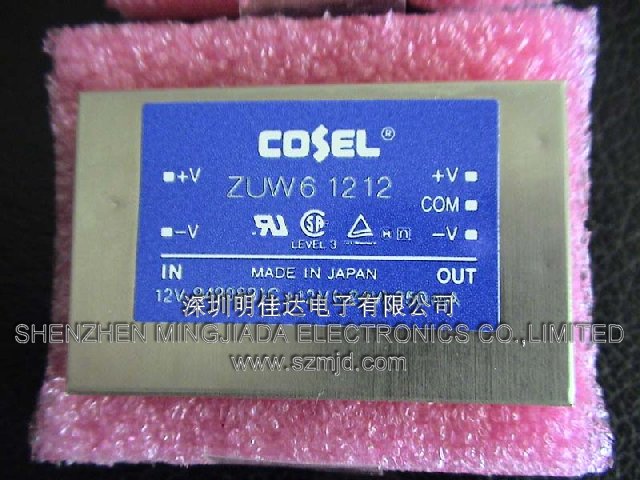 COSEL®
ZUW6 1212
+V +V
COM
-V -V
LEVEL 3
IN MADE IN JAPAN OUT
12V
深圳明佳达电子有限公司
SHENZHEN MINGJIADA ELECTRONICS CO.,LIMITED
www.szmjd.com